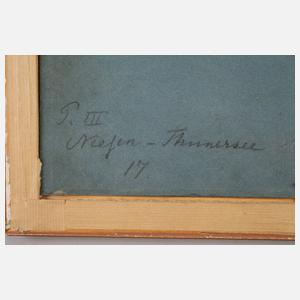 P. III
Niesen - Thunersee
17